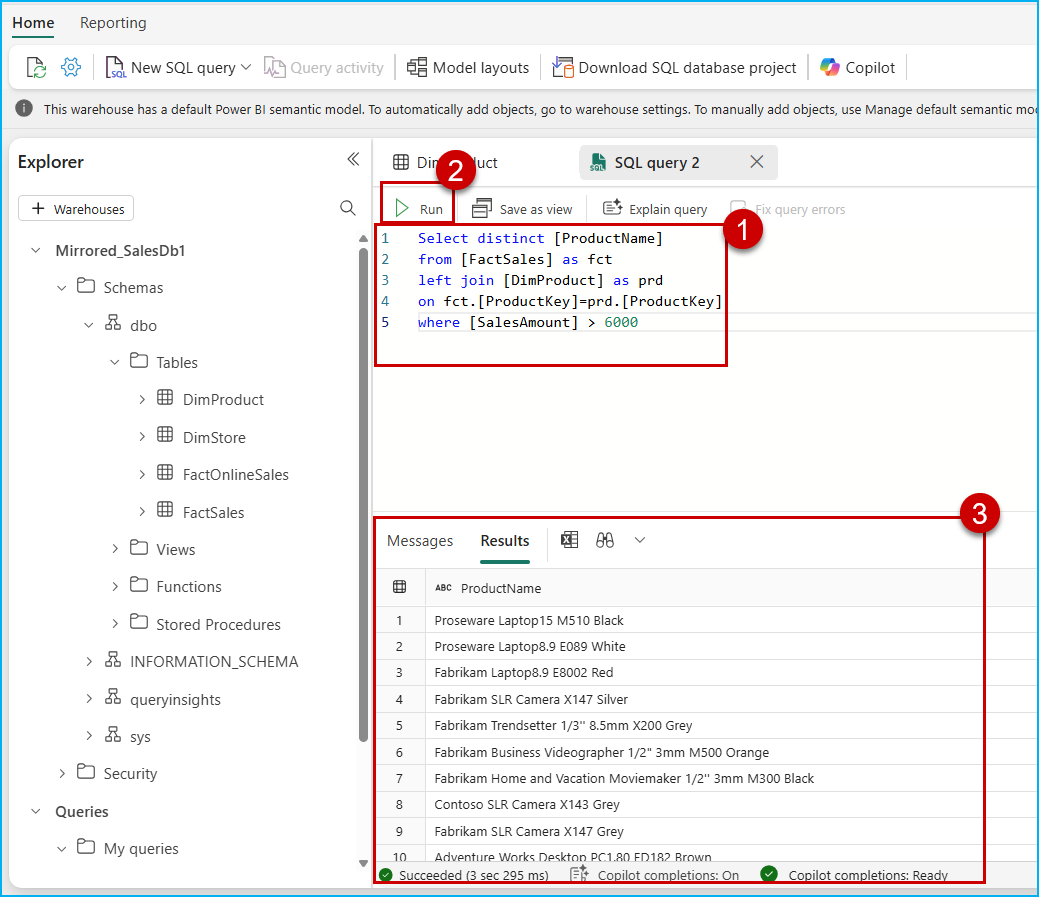 Home Reporting
New SQL query Query activity Model layouts Download SQL database project Copilot
This warehouse has a default Power BI semantic model. To automatically add objects, go to warehouse settings. To manually add objects, use Manage default semantic
Explorer
+ Warehouses
Mirrored_SalesDb1
Schemas
dbo
Tables
DimProduct
DimStore
FactOnlineSales
FactSales
Views
Functions
Stored Procedures
INFORMATION_SCHEMA
queryinsights
sys
Security
Queries
My queries
SQL query 2
2
Run Save as view Explain query Fix query errors
1
1 Select distinct [ProductName]
2 from [FactSales] as fct
3 left join [DimProduct] as prd
4 on fct.[ProductKey]=prd.[ProductKey]
5 where [SalesAmount] > 6000
3
Messages Results
ABC ProductName
1 Proseware Laptop15 M510 Black
2 Proseware Laptop8.9 E089 White
3 Fabrikam Laptop8.9 E8002 Red
4 Fabrikam SLR Camera X147 Silver
5 Fabrikam Trendsetter 1/3'' 8.5mm X200 Grey
6 Fabrikam Business Videographer 1/2" 3mm M500 Orange
7 Fabrikam Home and Vacation Moviemaker 1/2'' 3mm M300 Black
8 Contoso SLR Camera X143 Grey
9 Fabrikam SLR Camera X147 Grey
10 Adventure Works Desktop PC1.80 ED182 Brown
Succeeded (3 sec 295 ms) Copilot completions: On Copilot completions: Ready